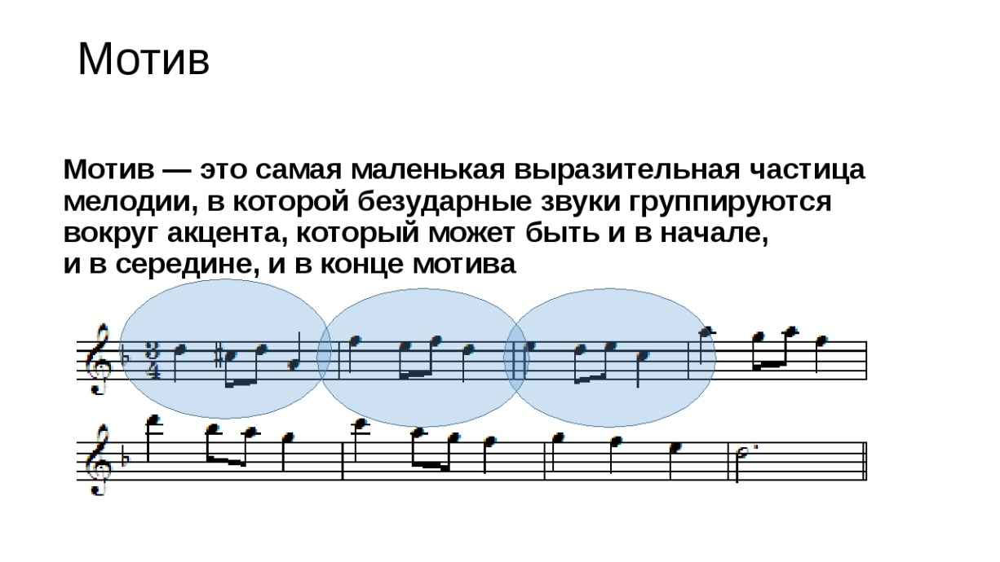 Мотив
Мотив — это самая маленькая выразительная частица
мелодии, в которой безударные звуки группируются
вокруг акцента, который может быть и в начале,
и в середине, и в конце мотива
3
4